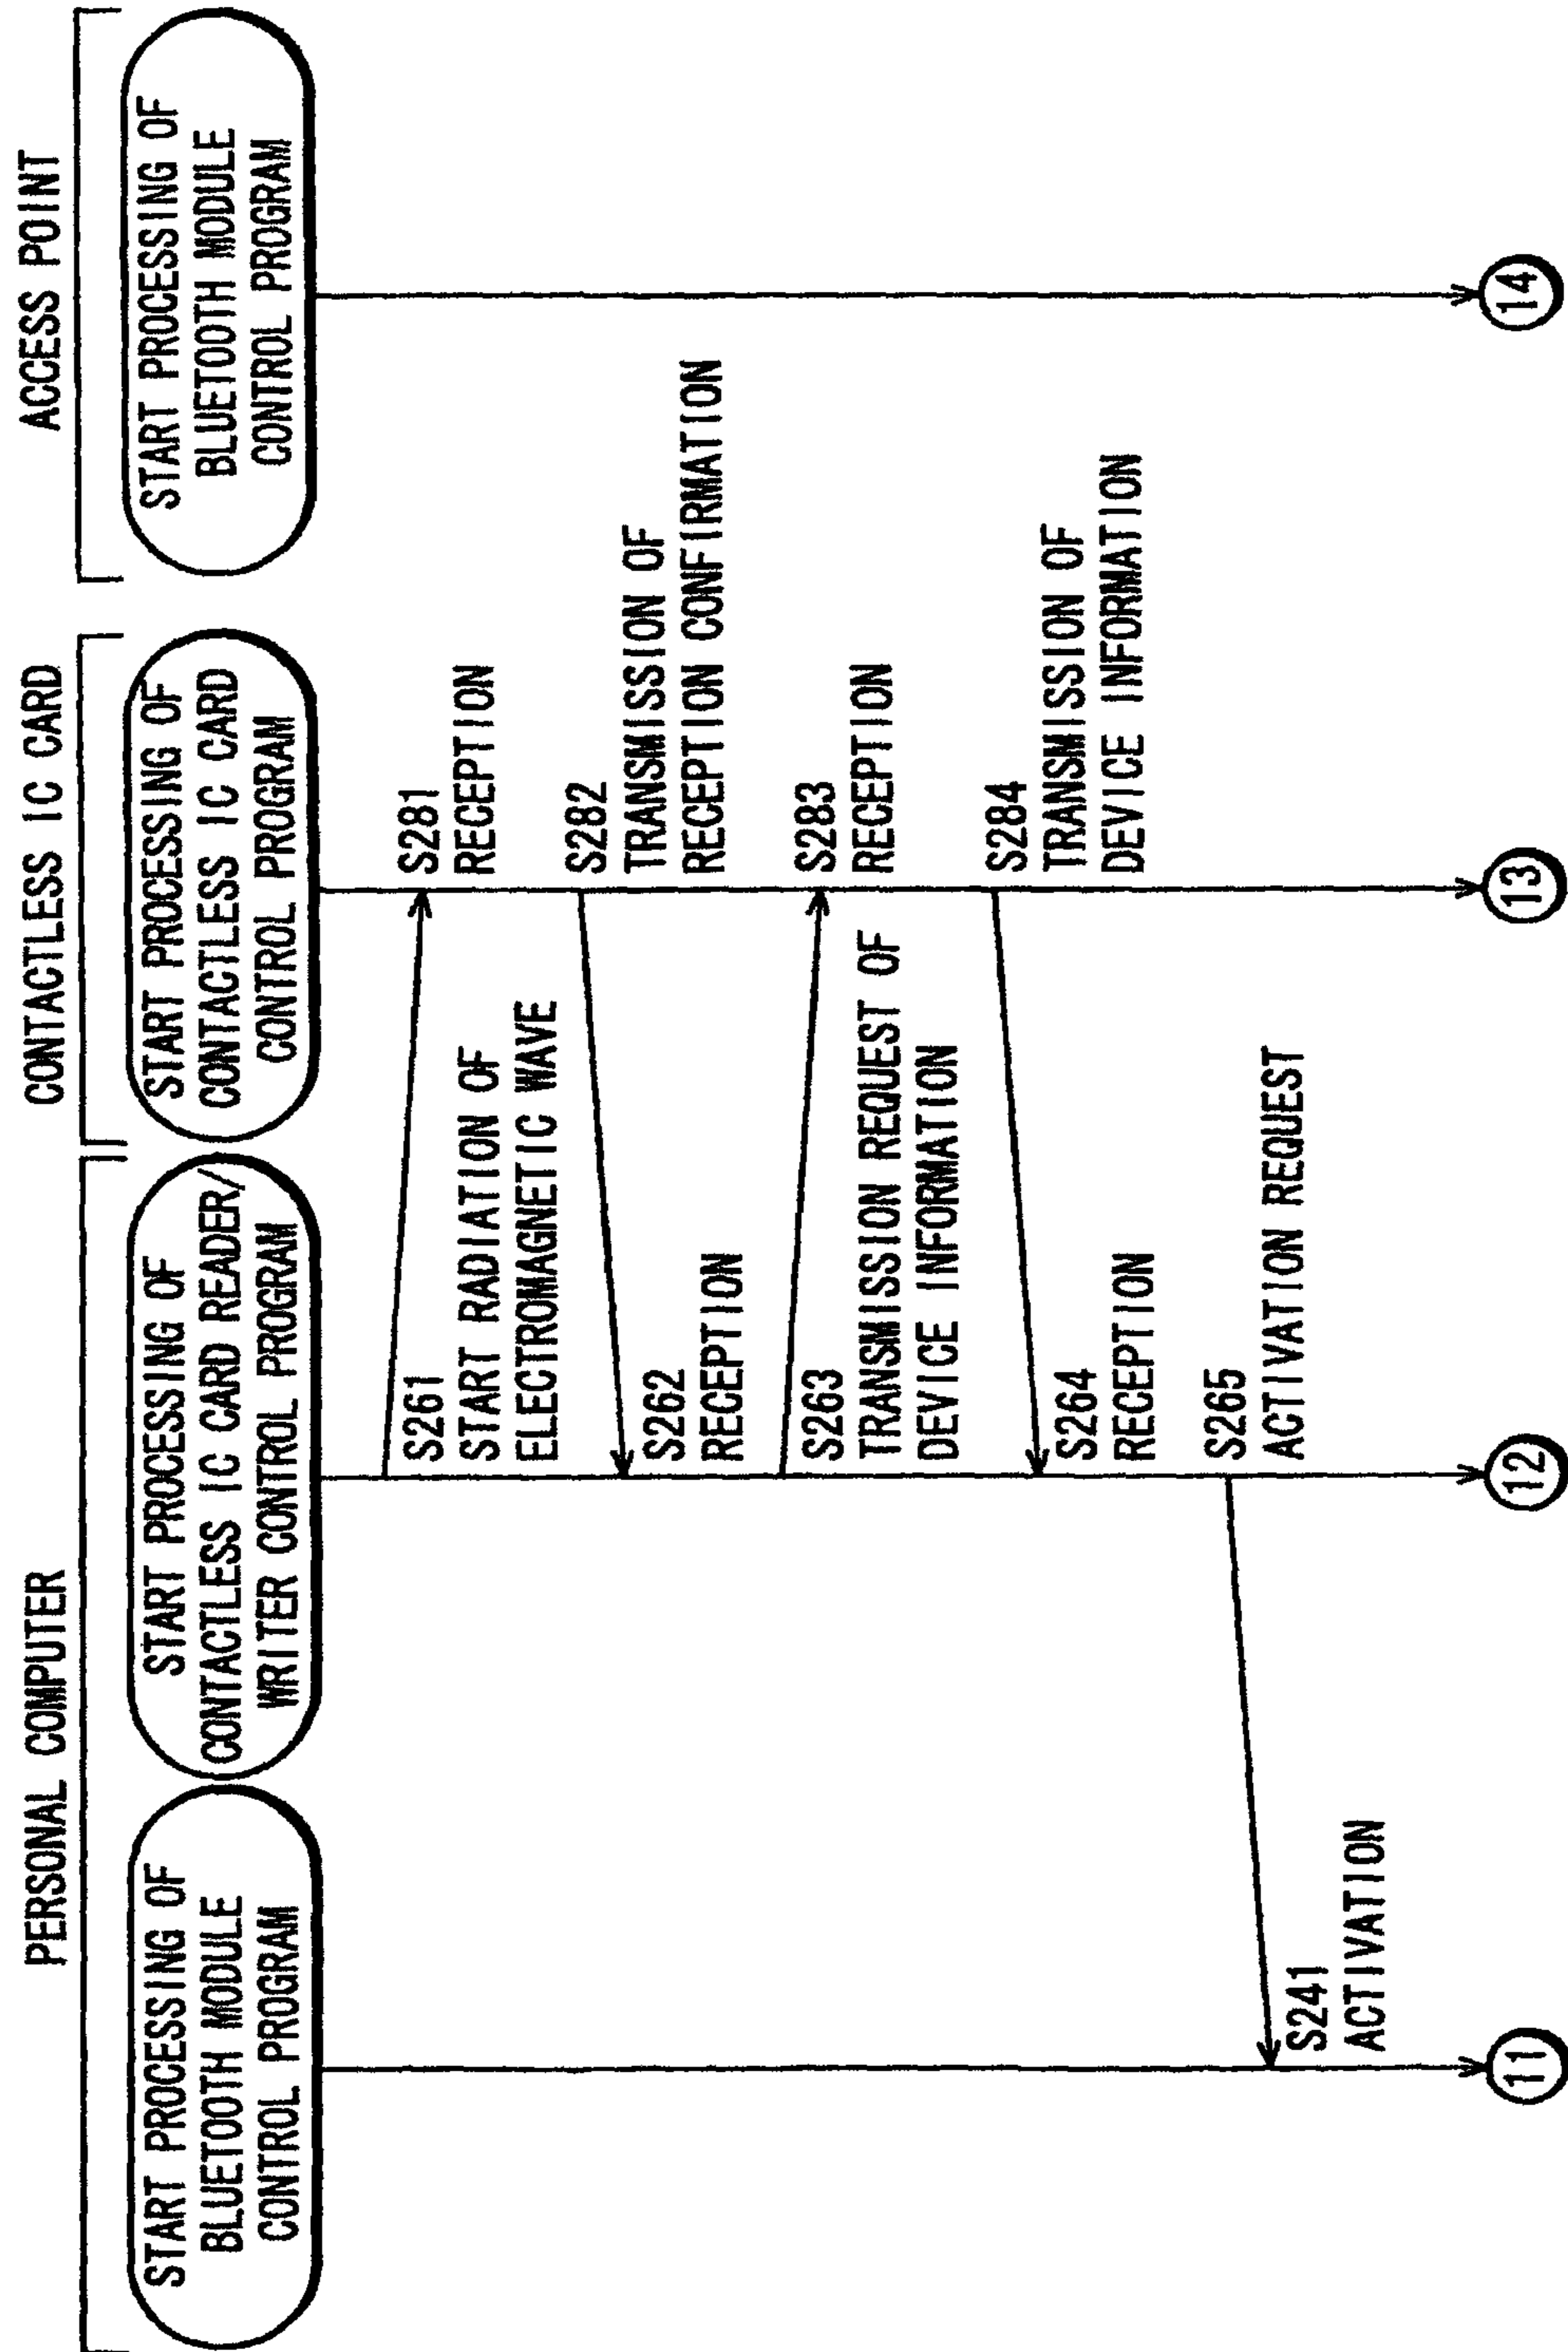 PERSONAL COMPUTER
CONTACTLESS IC CARD
ACCESS POINT
START PROCESSING OF
BLUETOOTH MODULE
CONTROL PROGRAM
START PROCESSING OF
CONTACTLESS IC CARD READER/
WRITER CONTROL PROGRAM
START PROCESSING OF
CONTACTLESS IC CARD
CONTROL PROGRAM
START PROCESSING OF
BLUETOOTH MODULE
CONTROL PROGRAM
S261
START RADIATION OF
ELECTROMAGNETIC WAVE
S281
RECEPTION
S282
TRANSMISSION OF
RECEPTION CONFIRMATION
S262
RECEPTION
S263
TRANSMISSION REQUEST OF
DEVICE INFORMATION
S283
RECEPTION
S284
TRANSMISSION OF
DEVICE INFORMATION
S264
RECEPTION
S265
ACTIVATION REQUEST
S241
ACTIVATION
11
12
13
14